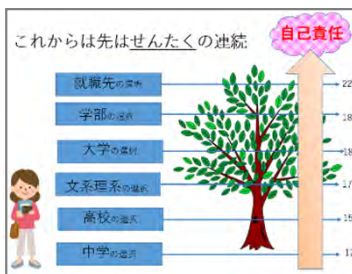 これからは先はせんたくの連続
自己責任
就職先の選択
22
学部の選択
18
大学の選択
18
文系理系の選択
17
高校の選択
15
中学の選択
12